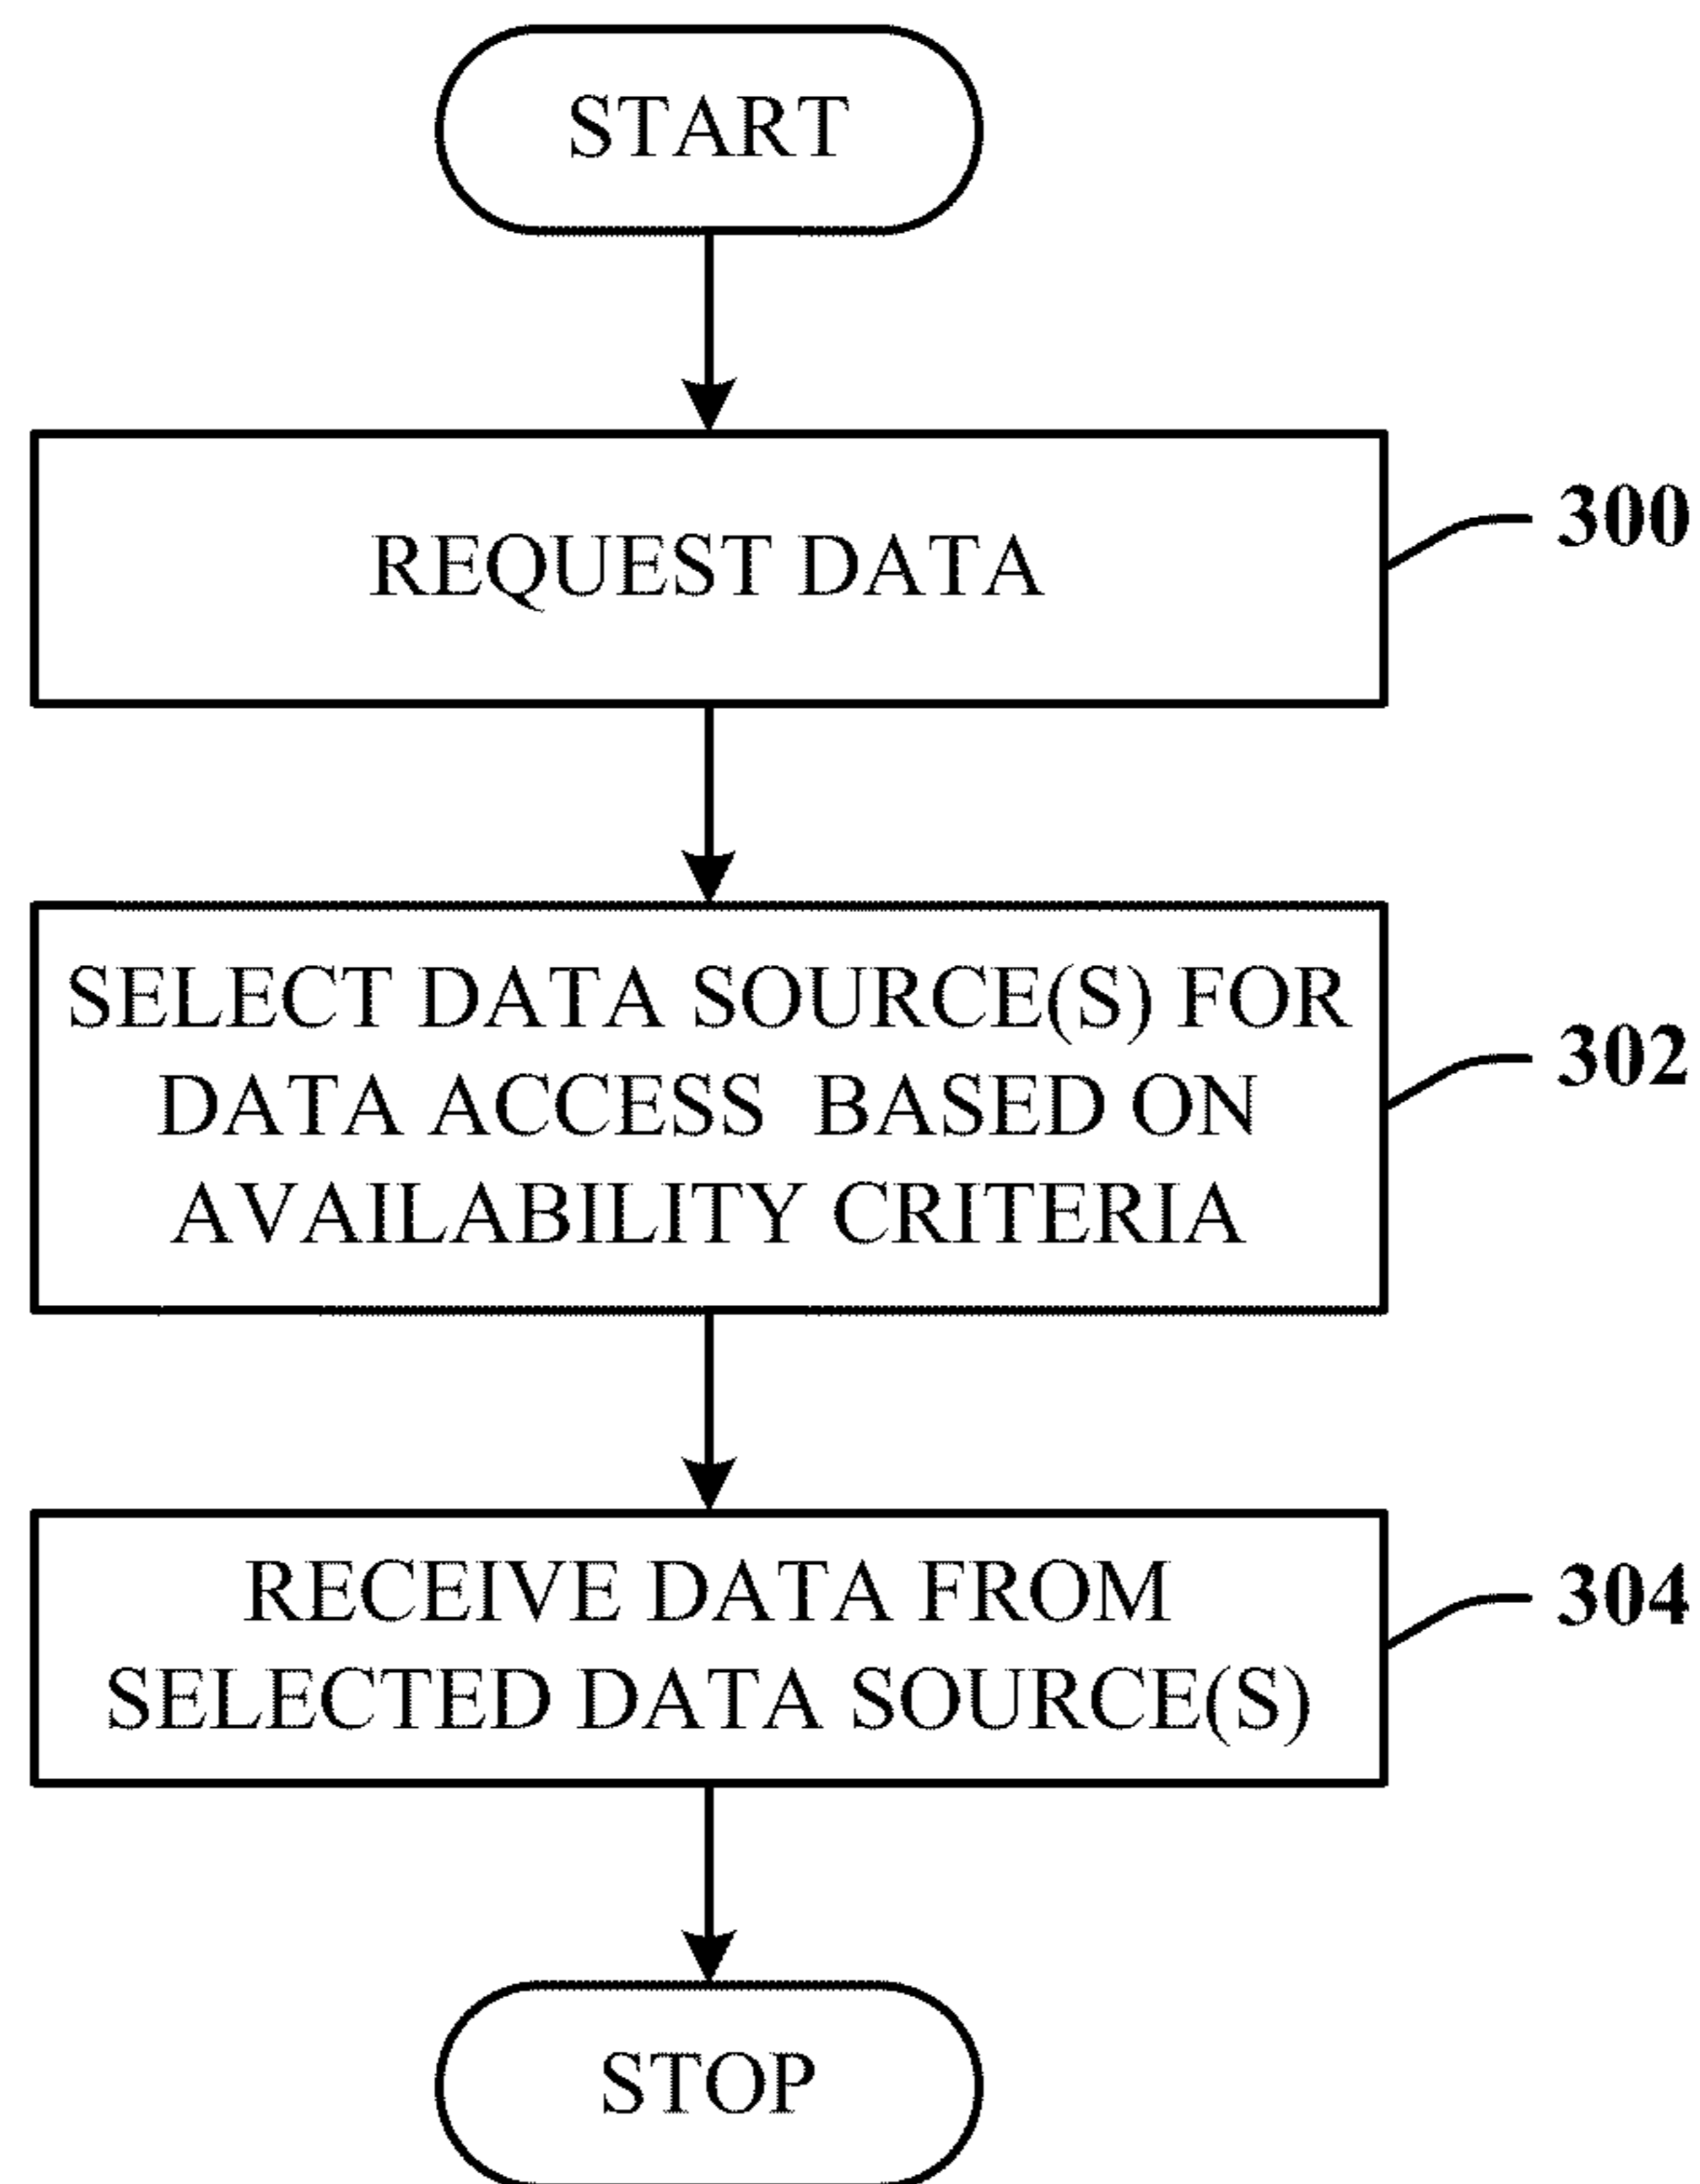 START
REQUEST DATA
300
SELECT DATA SOURCE(S) FOR
DATA ACCESS BASED ON
AVAILABILITY CRITERIA
302
RECEIVE DATA FROM
SELECTED DATA SOURCE(S)
304
STOP